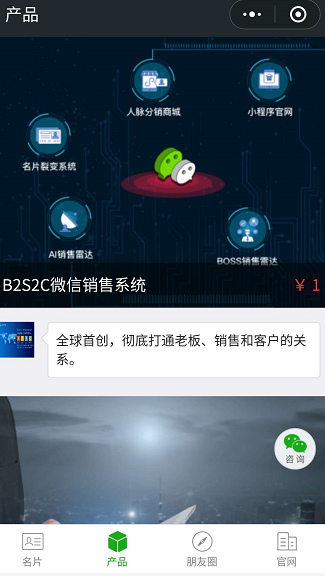 产品
人脉分销商城
小程序官网
名片裂变系统
AI销售雷达
BOSS销售雷达
B2S2C微信销售系统
￥ 1
全球首创，彻底打通老板、销售和客户的关
系。
咨询
名片
产品
朋友圈
官网